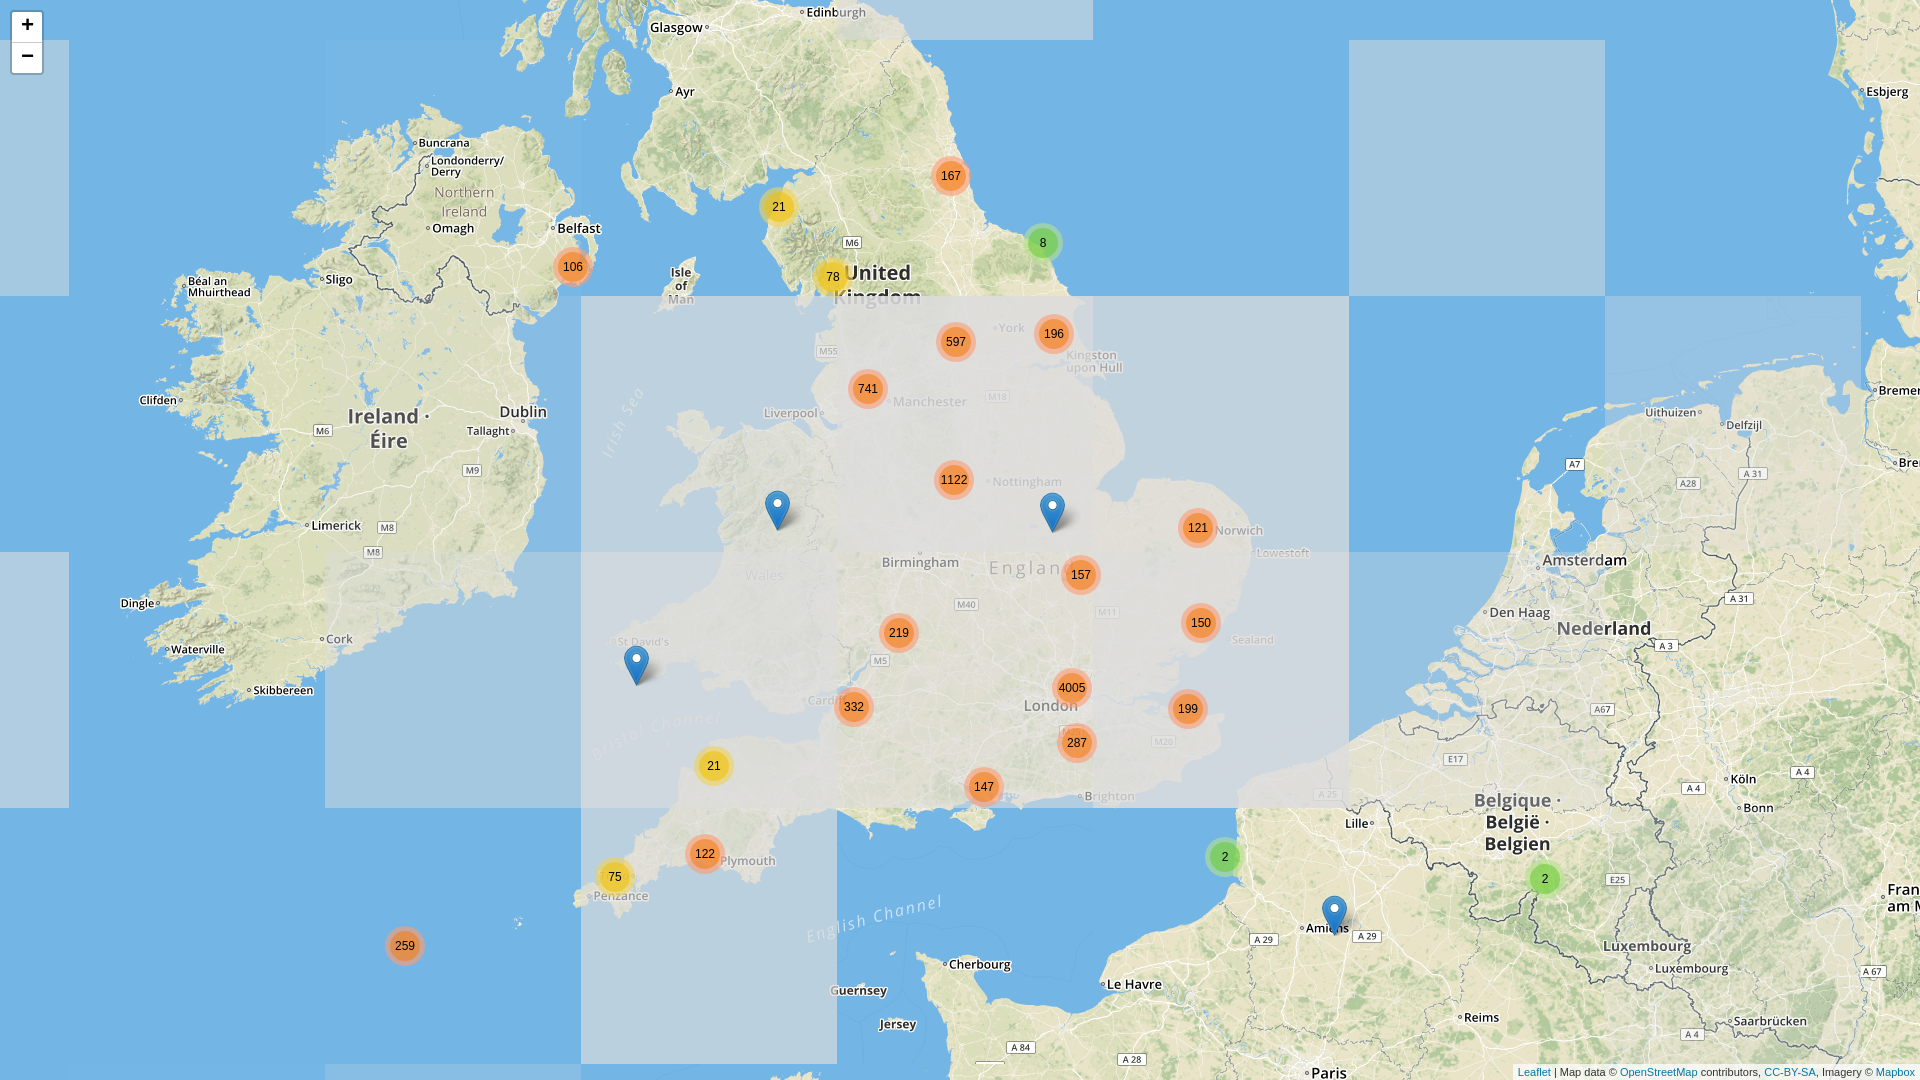 +
−
Edinburgh
Glasgow
Ayr
Esbjerg
Buncrana
Londonderry/
Derry
Northern
Ireland
Omagh
Belfast
167
21
M6
8
106
78
United
Kingdom
Isle
of
Man
Sligo
Béal an
Mhuirthead
York
196
597
M55
Kingston
upon Hull
741
Manchester
M18
Liverpool
Irish Sea
Clifden
Ireland ·
Éire
Dublin
Tallaght
M6
M9
Bremer
Uithuizen
Delfzijl
A7
A 31
A28
Bre
1122
Nottingham
121
Norwich
Lowestoft
Limerick
M8
M8
Birmingham
England
157
Wales
Amsterdam
M40
M11
A 31
Dingle
Den Haag
Nederland
Cork
Waterville
St David's
219
150
Sealand
A 3
M5
Skibbereen
4005
London
Cardiff
332
199
A67
Bristol Channel
287
M20
E17
21
147
Brighton
A 25
Köln
A 4
A 4
Bonn
Belgique ·
België ·
Belgien
Lille
122
Plymouth
2
75
Penzance
2
E25
Fran
am M
English Channel
259
Amiens
A 29
A 29
Luxembourg
Luxembourg
A 67
Cherbourg
Le Havre
Guernsey
Jersey
Reims
Saarbrücken
A 4
A 84
A 28
Paris
Leaflet | Map data © OpenStreetMap contributors, CC-BY-SA, Imagery © Mapbox